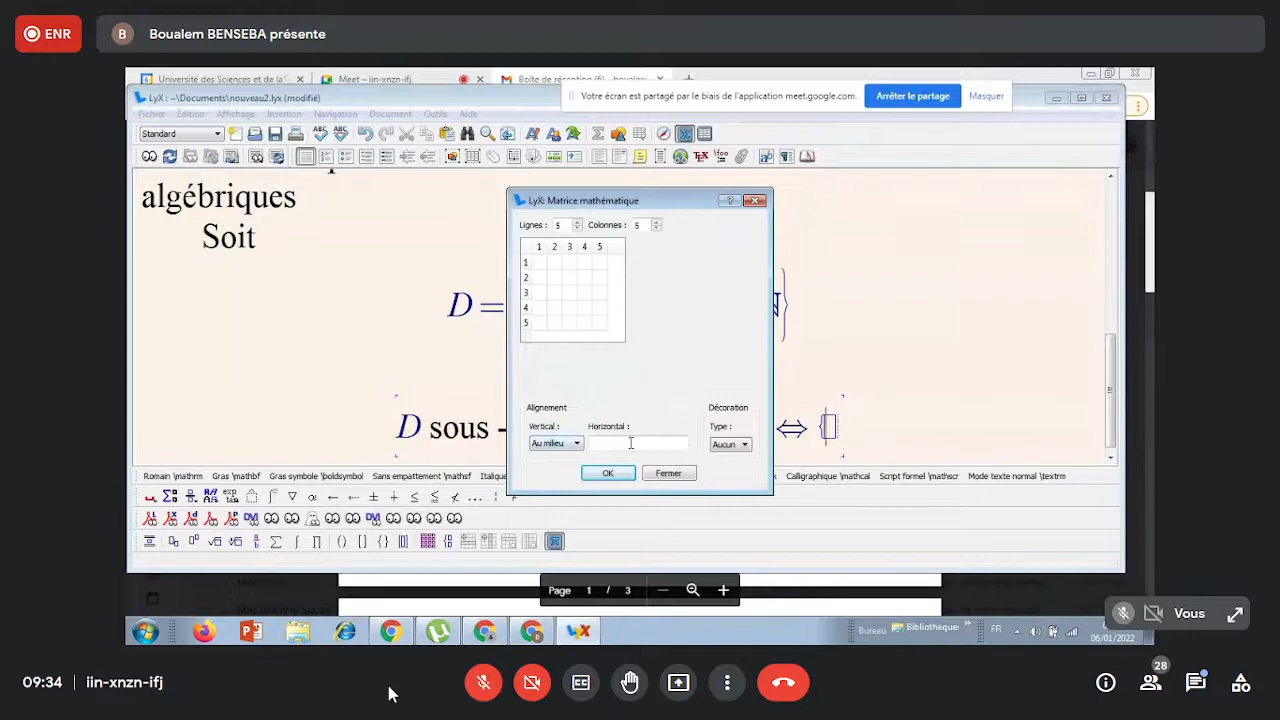 ENR
B
Boualem BENSEBA présente
Université des Sciences et de la
Meet – iin-xnzn-ifj
Boîte de réception (6) - boualem
LyX : ~\Documents\nouveau2.lyx (modifié)
Votre écran est partagé par le biais de l'application meet.google.com.
Arrêter le partage
Masquer
Fichier Édition Affichage Insertion Navigation Document Outils Aide
Standard
algébriques
Soit
D =
D sous -
⇔ {
LyX: Matrice mathématique
Lignes : 5 Colonnes : 5
1 2 3 4 5
1
2
3
4
5
Alignement
Décoration
Vertical :
Horizontal :
Type :
Au milieu
Aucun
OK
Fermer
Romain \mathrm Gras \mathbf Gras symbole \boldsymbol Sans empattement \mathsf Italique
Calligraphique \mathcal Script formel \mathscr Mode texte normal \textrm
Page 1 / 3
Vous
Bureau
Bibliothèque
FR
06/01/2022
09:34 | iin-xnzn-ifj
28